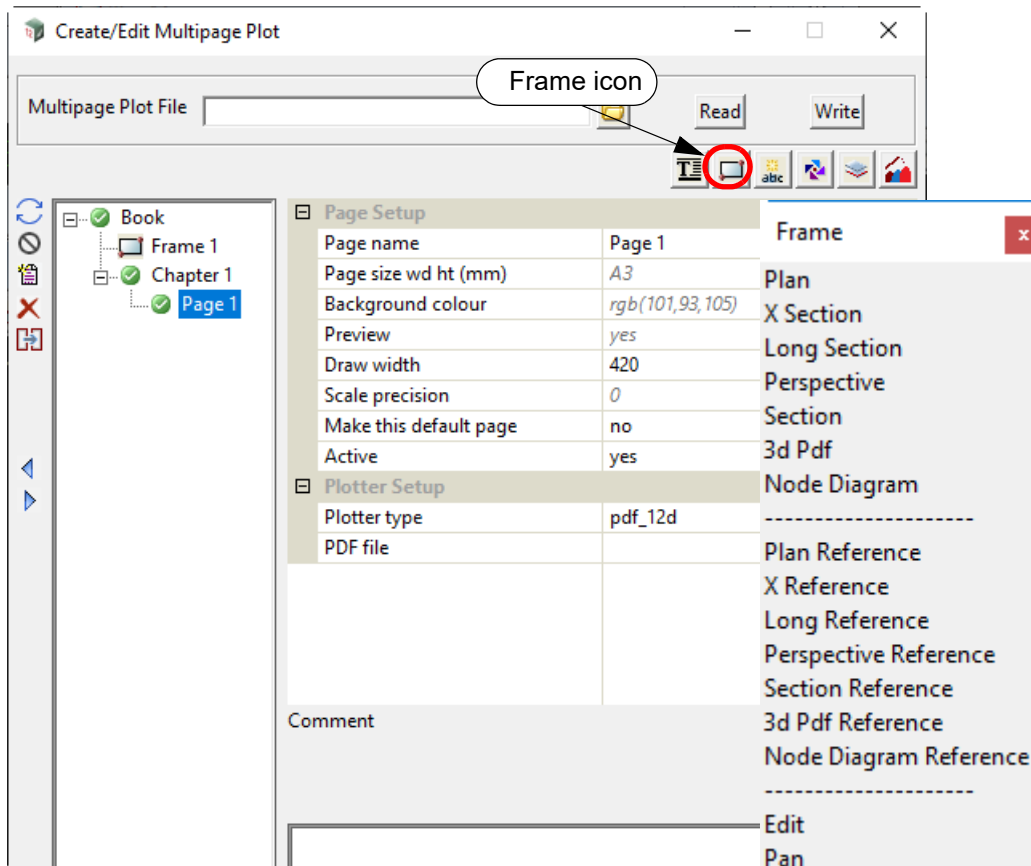 Create/Edit Multipage Plot
Frame icon
Multipage Plot File
Read
Write
T
abc
Book
Frame 1
Chapter 1
Page 1
Page Setup
Page name Page 1
Page size wd ht (mm) A3
Background colour rgb(101,93,105)
Preview yes
Draw width 420
Scale precision 0
Make this default page no
Active yes
Plotter Setup
Plotter type pdf_12d
PDF file
Comment
Frame x
Plan
X Section
Long Section
Perspective
Section
3d Pdf
Node Diagram
---------------------
Plan Reference
X Reference
Long Reference
Perspective Reference
Section Reference
3d Pdf Reference
Node Diagram Reference
---------------------
Edit
Pan